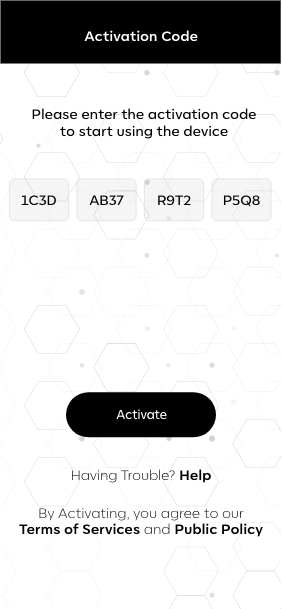 Activation Code
Please enter the activation code
to start using the device
1C3D AB37 R9T2 P5Q8
Activate
Having Trouble? Help
By Activating, you agree to our
Terms of Services and Public Policy